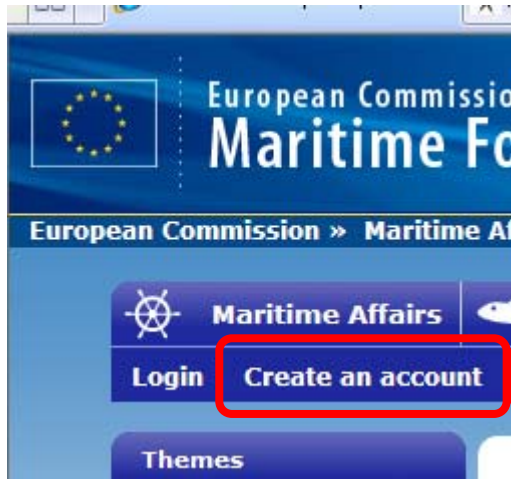 European Commissio
Maritime Fo
European Commission » Maritime Af
Maritime Affairs
Login Create an account
Themes